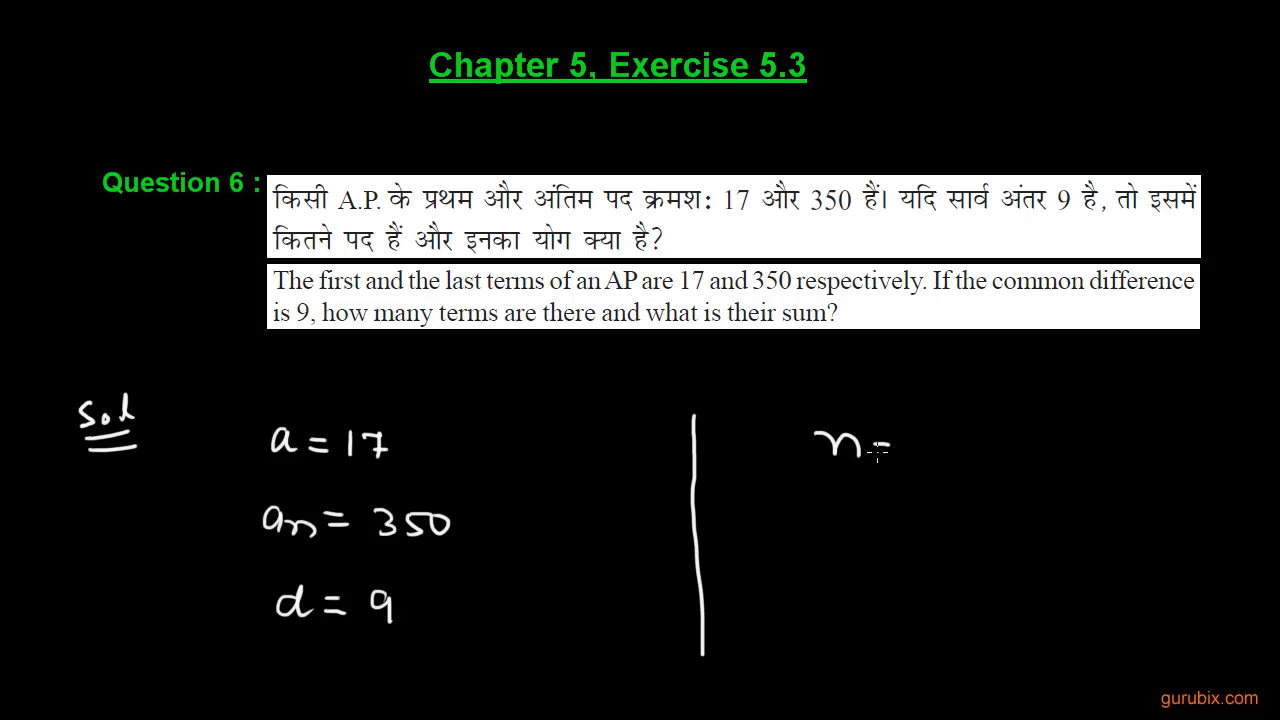 Chapter 5, Exercise 5.3
Question 6 :
किसी A.P. के प्रथम और अंतिम पद क्रमश: 17 और 350 हैं। यदि सार्व अंतर 9 है, तो इसमें
कितने पद हैं और इनका योग क्या है?
The first and the last terms of an AP are 17 and 350 respectively. If the common difference
is 9, how many terms are there and what is their sum?
Sol
a = 17
an = 350
d = 9
n =
gurubix.com